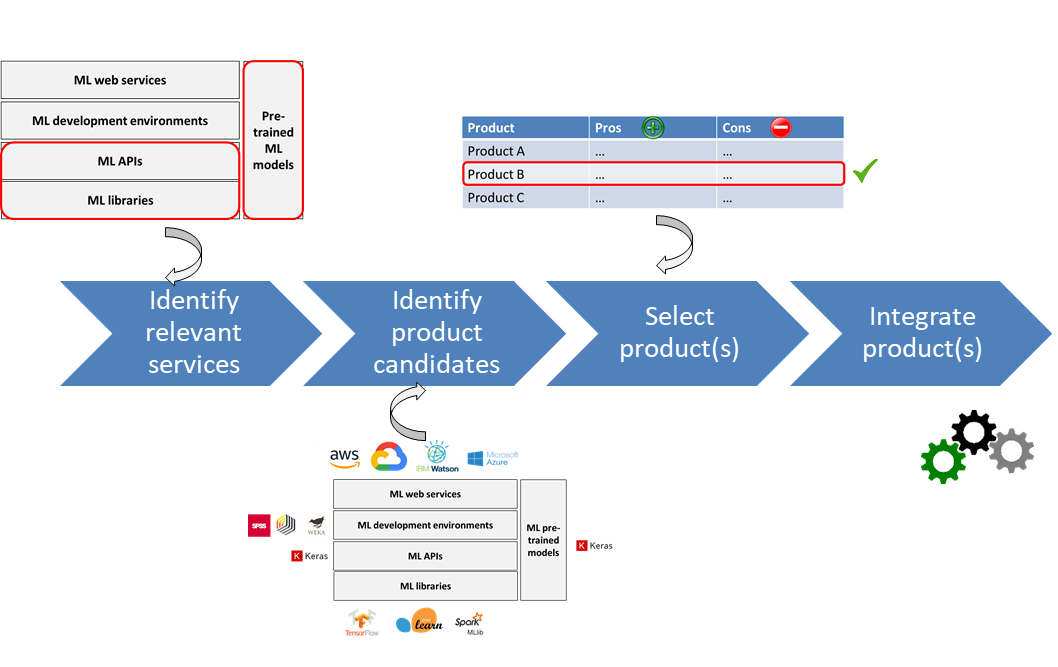 ML web services
ML development environments
ML APIs
ML libraries
Pre-
trained
ML
models
Product Pros Cons
Product A ... ...
Product B ... ...
Product C ... ...
Identify
relevant
services
Identify
product
candidates
Select
product(s)
Integrate
product(s)
aws
IBM Watson
Microsoft
Azure
ML web services
ML development environments
ML APIs
ML libraries
ML pre-
trained
models
SPSS
WEKA
K Keras
K Keras
TensorFlow
learn
Spark
MLlib